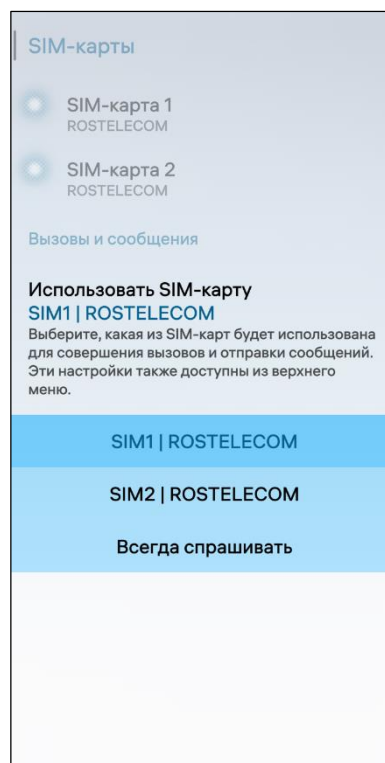 SIM-карты
SIM-карта 1
ROSTELECOM
SIM-карта 2
ROSTELECOM
Вызовы и сообщения
Использовать SIM-карту
SIM1 | ROSTELECOM
Выберите, какая из SIM-карт будет использована
для совершения вызовов и отправки сообщений.
Эти настройки также доступны из верхнего
меню.
SIM1 | ROSTELECOM
SIM2 | ROSTELECOM
Всегда спрашивать